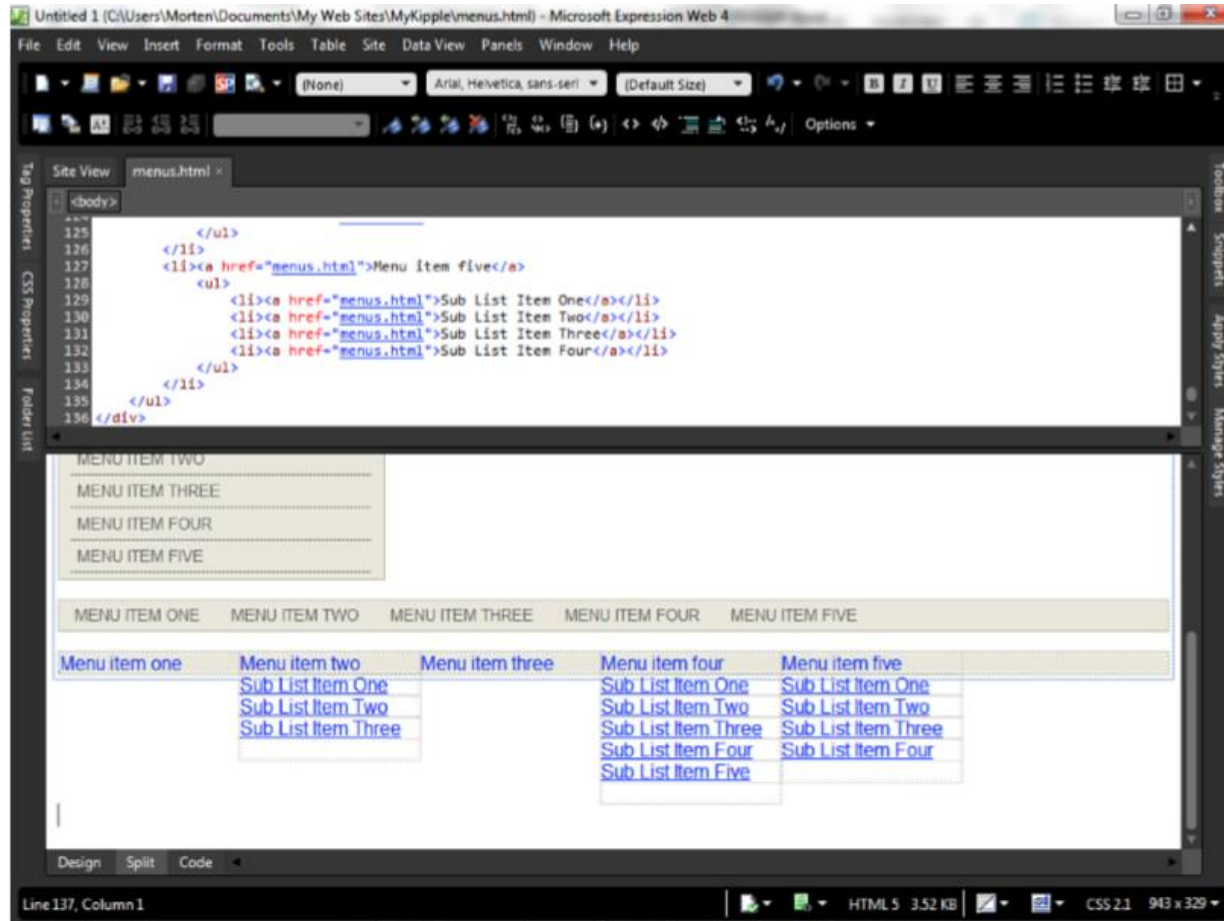 Untitled 1 (C:\Users\Morten\Documents\My Web Sites\MyKipple\menus.html) - Microsoft Expression Web 4
File Edit View Insert Format Tools Table Site Data View Panels Window Help
(None) Arial, Helvetica, sans-seri (Default Size) B I U
Options
Site View menus.html ×
Tag Properties
CSS Properties
Folder List
Toolbox
Snippets
Apply Styles
Manage Styles
<body>
125 </ul>
126 </li>
127 <li><a href="menus.html">Menu item five</a>
128 <ul>
129 <li><a href="menus.html">Sub List Item One</a></li>
130 <li><a href="menus.html">Sub List Item Two</a></li>
131 <li><a href="menus.html">Sub List Item Three</a></li>
132 <li><a href="menus.html">Sub List Item Four</a></li>
133 </ul>
134 </li>
135 </ul>
136 </div>
MENU ITEM TWO
MENU ITEM THREE
MENU ITEM FOUR
MENU ITEM FIVE
MENU ITEM ONE MENU ITEM TWO MENU ITEM THREE MENU ITEM FOUR MENU ITEM FIVE
Menu item one Menu item two Menu item three Menu item four Menu item five
Sub List Item One Sub List Item One Sub List Item One
Sub List Item Two Sub List Item Two Sub List Item Two
Sub List Item Three Sub List Item Three Sub List Item Three
Sub List Item Four Sub List Item Four
Sub List Item Five
Design Split Code
Line 137, Column 1 HTML 5 3.52 KB CSS 2.1 943 x 329